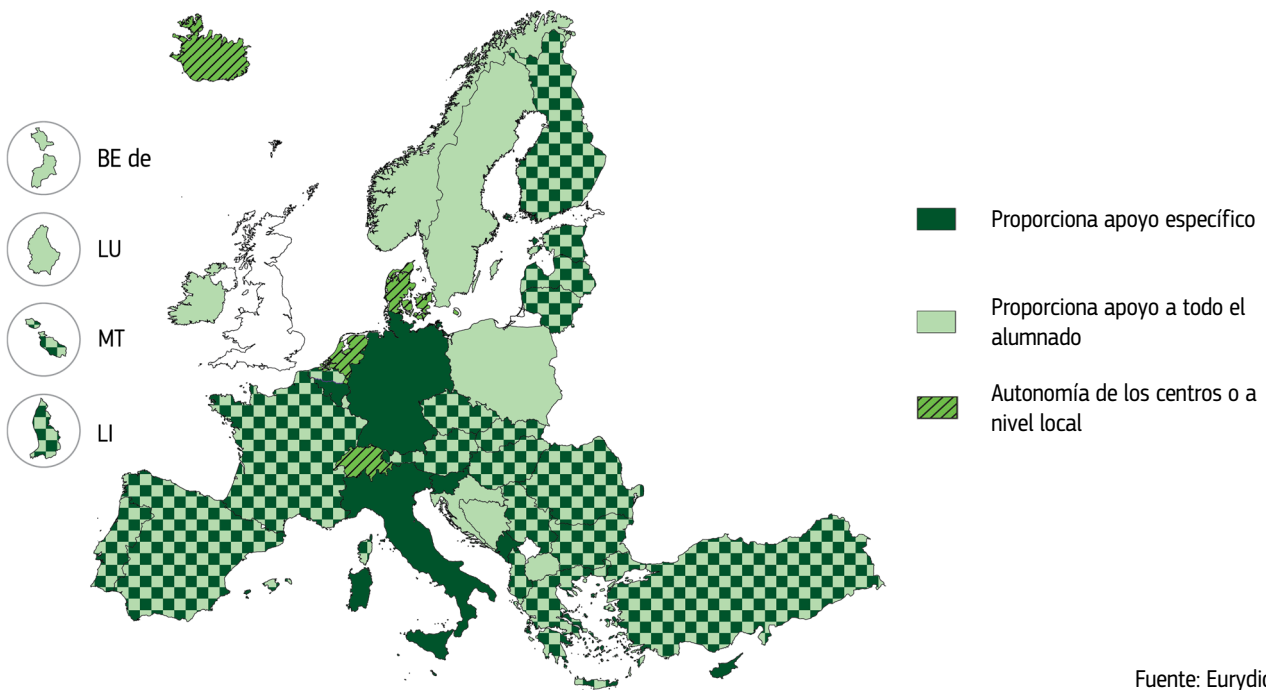 BE de
LU
MT
LI
Proporciona apoyo específico
Proporciona apoyo a todo el
alumnado
Autonomía de los centros o a
nivel local
Fuente: